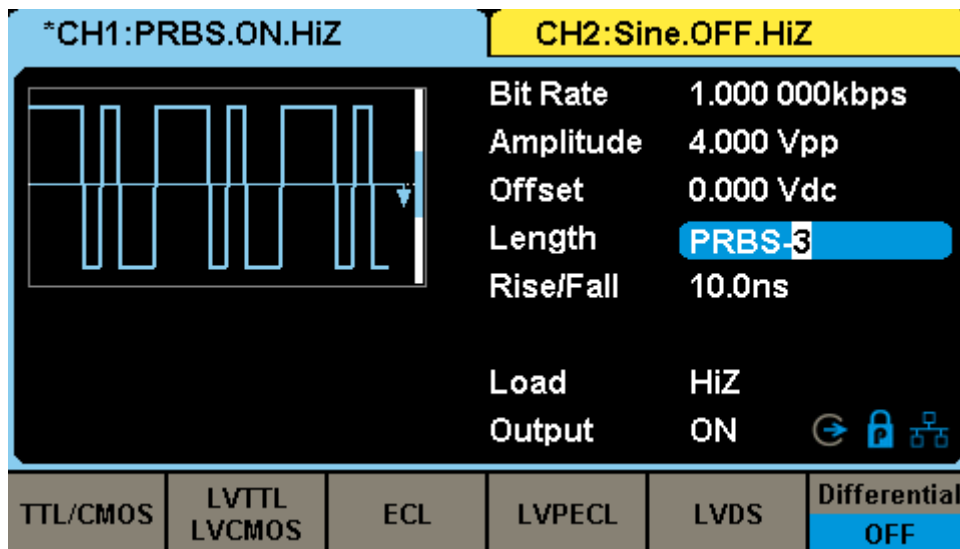 *CH1:PRBS.ON.HiZ
CH2:Sine.OFF.HiZ
Bit Rate 1.000 000kbps
Amplitude 4.000 Vpp
Offset 0.000 Vdc
Length PRBS-3
Rise/Fall 10.0ns
Load HiZ
Output ON
P
TTL/CMOS
LVTTL
LVCMOS
ECL
LVPECL
LVDS
Differential
OFF